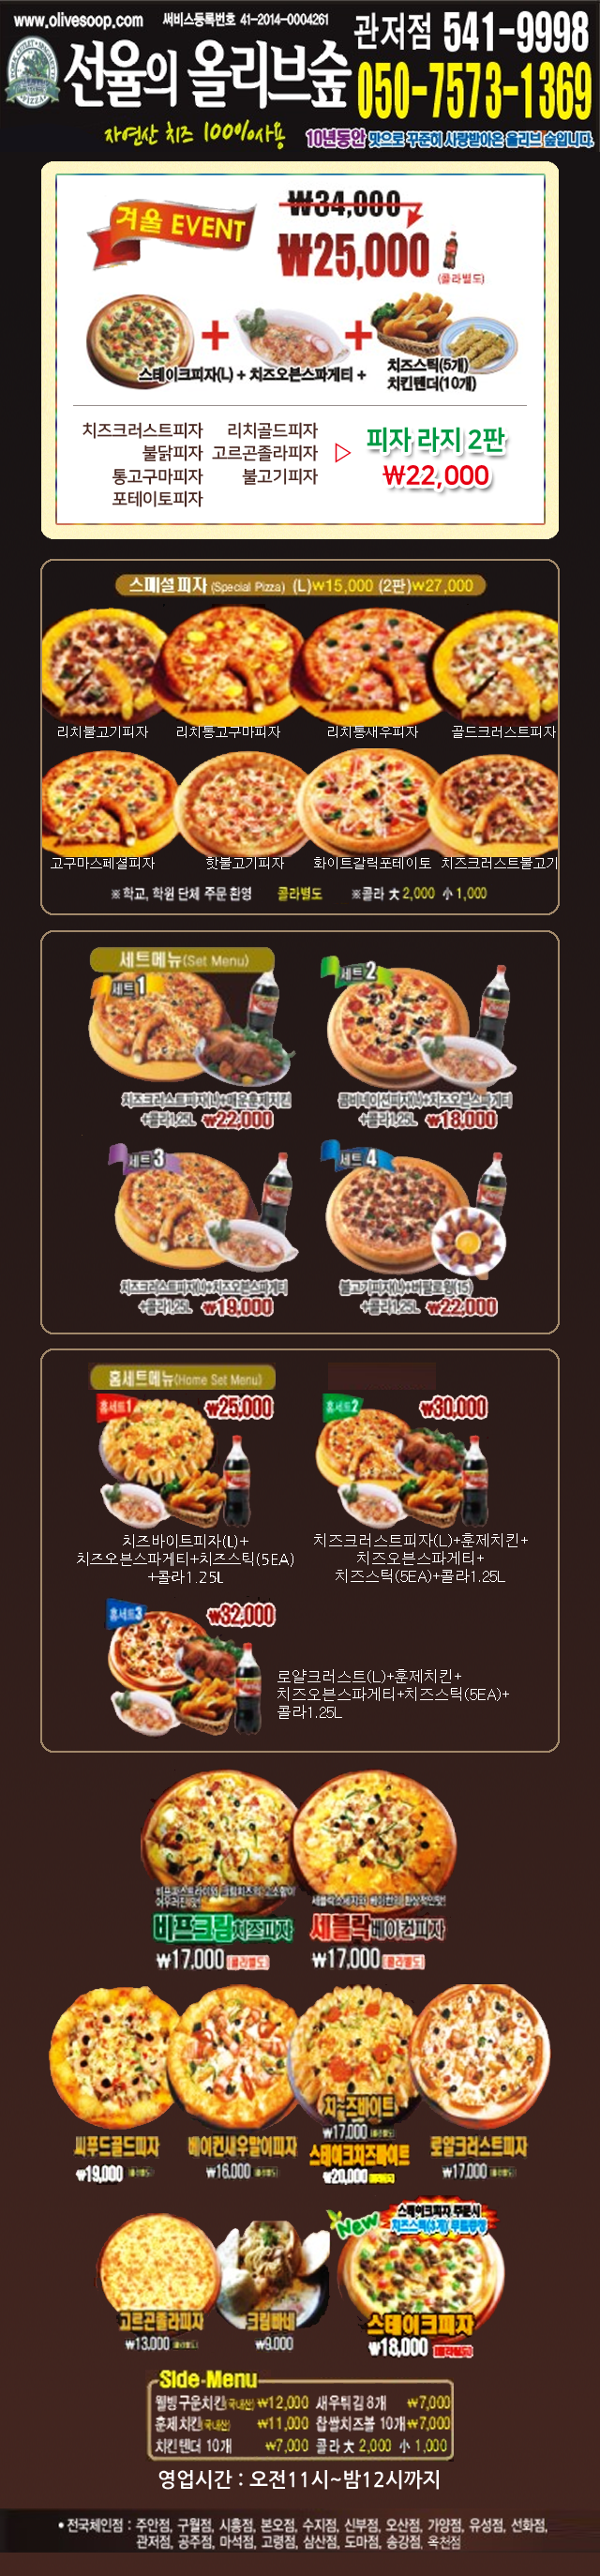 www.olivesoop.com 써비스등록번호 41-2014-0004261
관저점 541-9998
선율의 올리브숲
050-7573-1369
자연산 치즈 100%사용
10년동안 맛으로 꾸준히 사랑받아온 올리브 숲입니다.
겨울 EVENT
₩34,000
₩25,000
(콜라별도)
스테이크피자(L) + 치즈오븐스파게티 +
치즈스틱(5개)
치킨텐더(10개)
치즈크러스트피자 리치골드피자
불닭피자 고르곤졸라피자
통고구마피자 불고기피자
포테이토피자
▷ 피자 라지 2판
₩22,000
스페셜 피자 (Special Pizza) (L)₩15,000 (2판)₩27,000
리치불고기피자 리치통고구마피자 리치통새우피자 골드크러스트피자
고구마스페셜피자 핫불고기피자 화이트갈릭포테이토 치즈크러스트불고기
※학교, 학원 단체 주문 환영 콜라별도 ※콜라 大 2,000 小 1,000
세트메뉴(Set Menu)
세트1
치즈크러스트피자(L)+매운훈제치킨
+콜라1.25L ₩22,000
세트2
콤비네이션피자(L)+치즈오븐스파게티
+콜라1.25L ₩18,000
세트3
치즈크러스트피자(L)+치즈오븐스파게티
+콜라1.25L ₩19,000
세트4
불고기피자(L)+버팔로윙(15)
+콜라1.25L ₩22,000
홈세트메뉴(Home Set Menu)
홈세트1 ₩25,000
치즈바이트피자(L)+
치즈오븐스파게티+치즈스틱(5EA)
+콜라1.25L
홈세트2 ₩30,000
치즈크러스트피자(L)+훈제치킨+
치즈오븐스파게티+
치즈스틱(5EA)+콜라1.25L
홈세트3 ₩32,000
로얄크러스트(L)+훈제치킨+
치즈오븐스파게티+치즈스틱(5EA)+
콜라1.25L
비프크림치즈피자
₩17,000 (콜라별도)
세블락베이컨피자
₩17,000 (콜라별도)
씨푸드골드피자
₩19,000
베이컨새우말이피자
₩16,000
치즈바이트
₩17,000
스테이크치즈바이트
₩20,000
로얄크러스트피자
₩17,000
고르곤졸라피자
₩13,000
크림빠네
₩9,000
New
스테이크피자 주문시
스테이크피자
₩18,000
Side-Menu
웰빙구운치킨(국내산) ₩12,000 새우튀김 8개 ₩7,000
훈제치킨(국내산) ₩11,000 찹쌀치즈볼 10개 ₩7,000
치킨텐더 10개 ₩7,000 콜라 大 2,000 小 1,000
영업시간 : 오전11시~밤12시까지
• 전국체인점 : 주안점, 구월점, 시흥점, 본오점, 수지점, 신부점, 오산점, 가양점, 유성점, 선화점,
관저점, 공주점, 마석점, 고령점, 삼산점, 도마점, 송강점, 옥천점